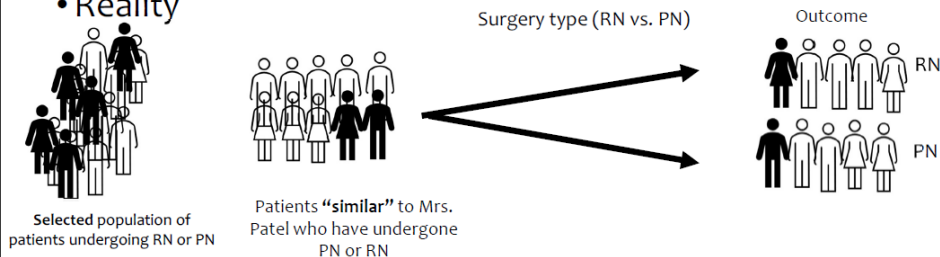 • Reality
Surgery type (RN vs. PN)
Outcome
RN
PN
Selected population of
patients undergoing RN or PN
Patients “similar” to Mrs.
Patel who have undergone
PN or RN